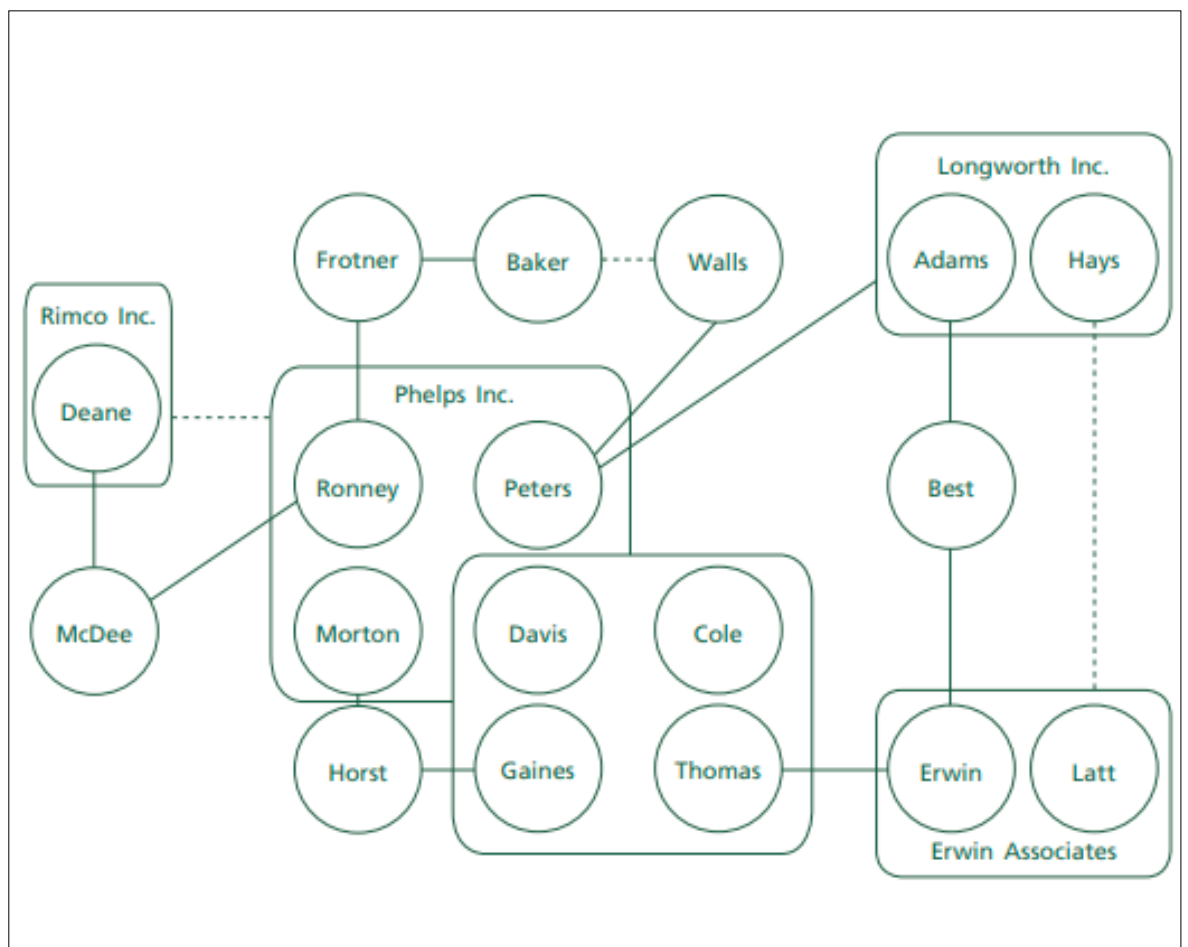 Longworth Inc.
Frotner
Baker
Walls
Adams
Hays
Rimco Inc.
Deane
Phelps Inc.
Ronney
Peters
Best
McDee
Morton
Davis
Cole
Horst
Gaines
Thomas
Erwin
Latt
Erwin Associates